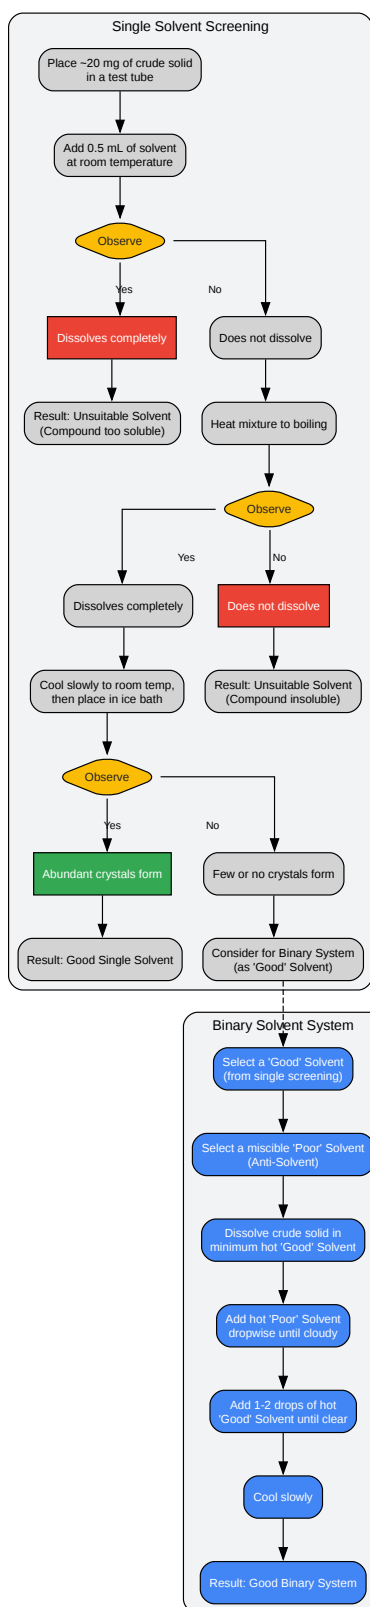 Single Solvent Screening
Place ~20 mg of crude solid
in a test tube
Add 0.5 mL of solvent
at room temperature
Observe
Yes
No
Dissolves completely
Does not dissolve
Result: Unsuitable Solvent
(Compound too soluble)
Heat mixture to boiling
Observe
Yes
No
Dissolves completely
Does not dissolve
Cool slowly to room temp,
then place in ice bath
Result: Unsuitable Solvent
(Compound insoluble)
Observe
Yes
No
Abundant crystals form
Few or no crystals form
Result: Good Single Solvent
Consider for Binary System
(as 'Good' Solvent)
Binary Solvent System
Select a 'Good' Solvent
(from single screening)
Select a miscible 'Poor' Solvent
(Anti-Solvent)
Dissolve crude solid in
minimum hot 'Good' Solvent
Add hot 'Poor' Solvent
dropwise until cloudy
Add 1-2 drops of hot
'Good' Solvent until clear
Cool slowly
Result: Good Binary System